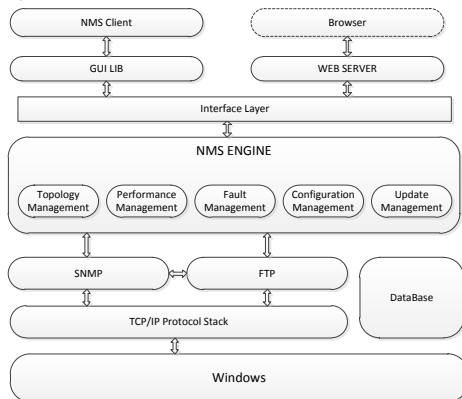 NMS Client
Browser
GUI LIB
WEB SERVER
Interface Layer
NMS ENGINE
Topology
Management
Performance
Management
Fault
Management
Configuration
Management
Update
Management
SNMP
FTP
DataBase
TCP/IP Protocol Stack
Windows